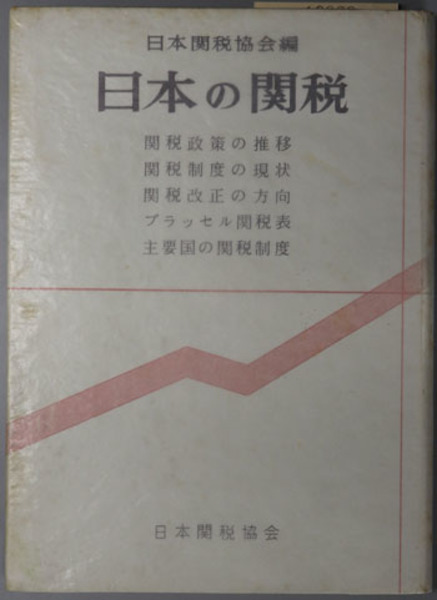 日本関税協会編
日本の関税
関税政策の推移
関税制度の現状
関税改正の方向
ブラッセル関税表
主要国の関税制度
日本関税協会